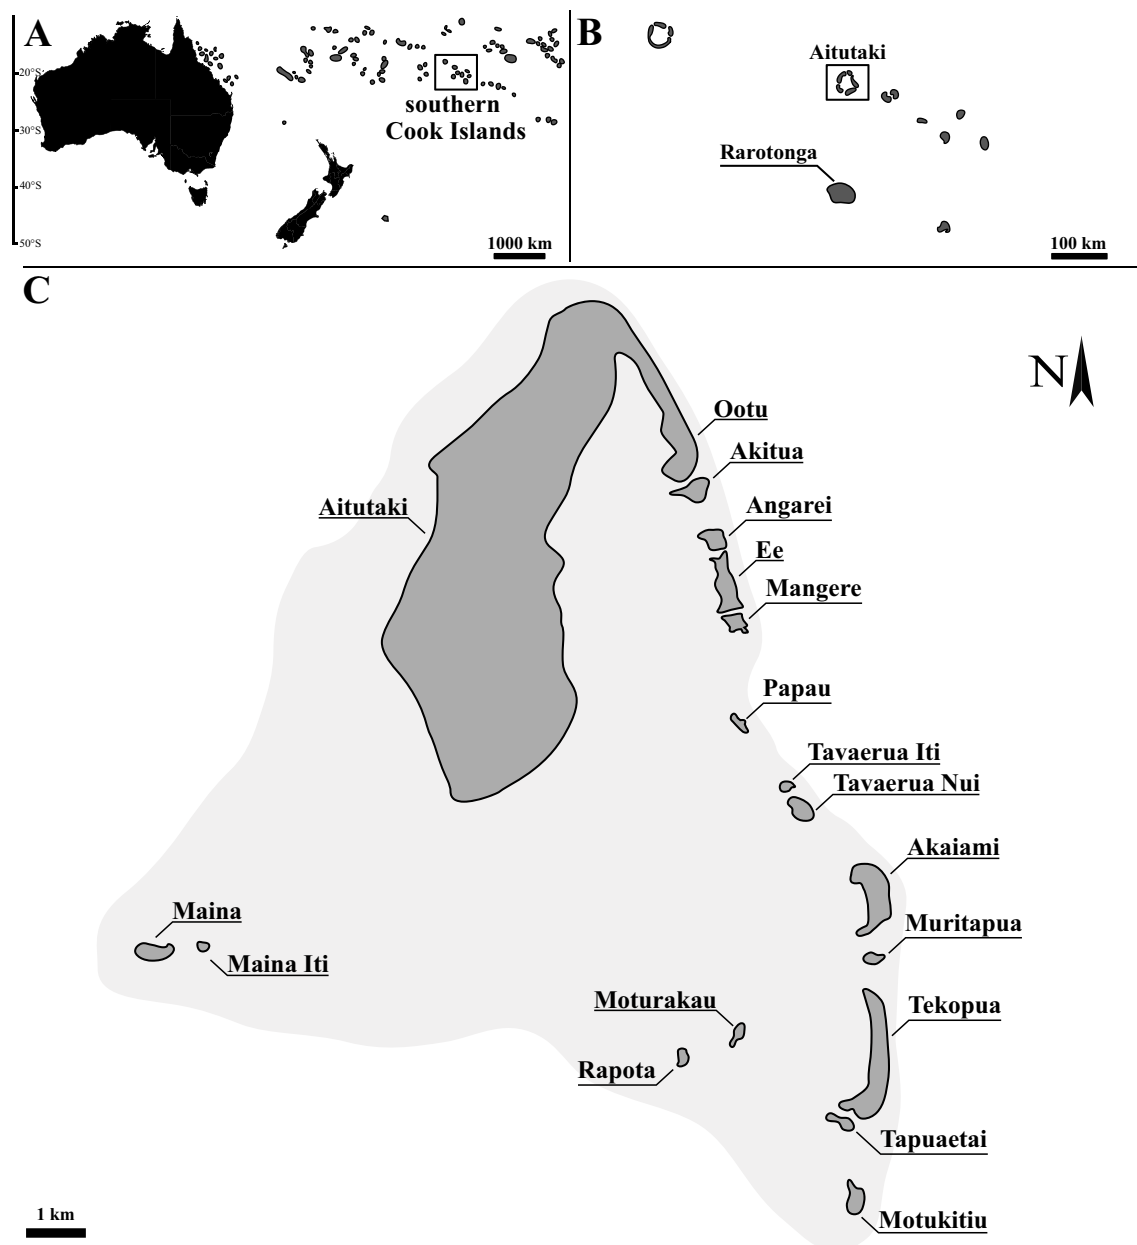 A
20°S
30°S
40°S
50°S
southern
Cook Islands
1000 km
B
Aitutaki
Rarotonga
100 km
C
N
Ootu
Akitua
Angarei
Aitutaki
Ee
Mangere
Papau
Tavaerua Iti
Tavaerua Nui
Akaiami
Maina
Muritapua
Maina Iti
Moturakau
Tekopua
Rapota
Tapuaetai
1 km
Motukitiu